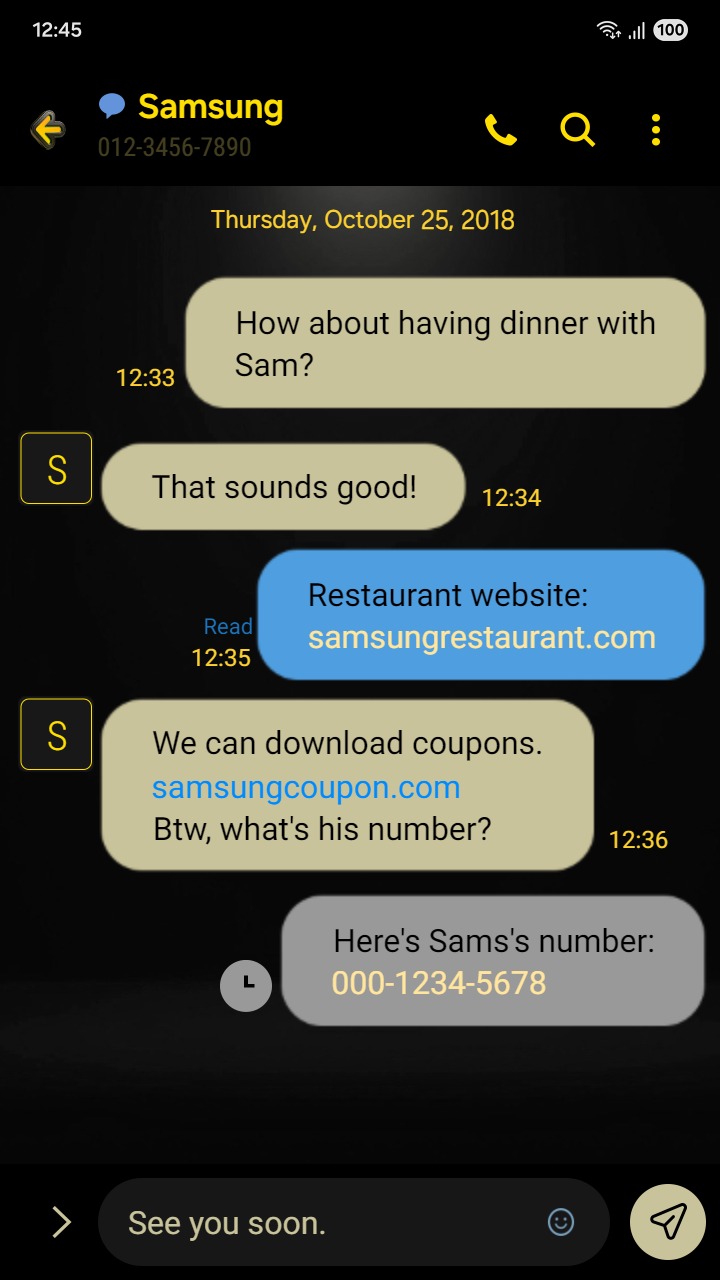 12:45
100
Samsung
012-3456-7890
Thursday, October 25, 2018
How about having dinner with
Sam?
12:33
S
That sounds good!
12:34
Restaurant website:
samsungrestaurant.com
Read
12:35
S
We can download coupons.
samsungcoupon.com
Btw, what's his number?
12:36
Here's Sams's number:
000-1234-5678
See you soon.